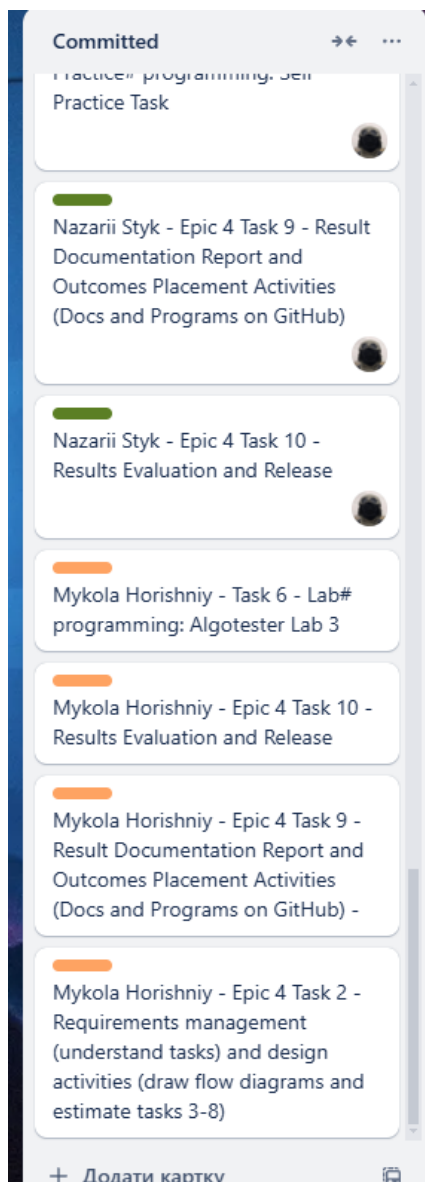 Committed
Practice# programming: Self
Practice Task
Nazarii Styk - Epic 4 Task 9 - Result
Documentation Report and
Outcomes Placement Activities
(Docs and Programs on GitHub)
Nazarii Styk - Epic 4 Task 10 -
Results Evaluation and Release
Mykola Horishniy - Task 6 - Lab#
programming: Algotester Lab 3
Mykola Horishniy - Epic 4 Task 10 -
Results Evaluation and Release
Mykola Horishniy - Epic 4 Task 9 -
Result Documentation Report and
Outcomes Placement Activities
(Docs and Programs on GitHub) -
Mykola Horishniy - Epic 4 Task 2 -
Requirements management
(understand tasks) and design
activities (draw flow diagrams and
estimate tasks 3-8)
+ Додати картку